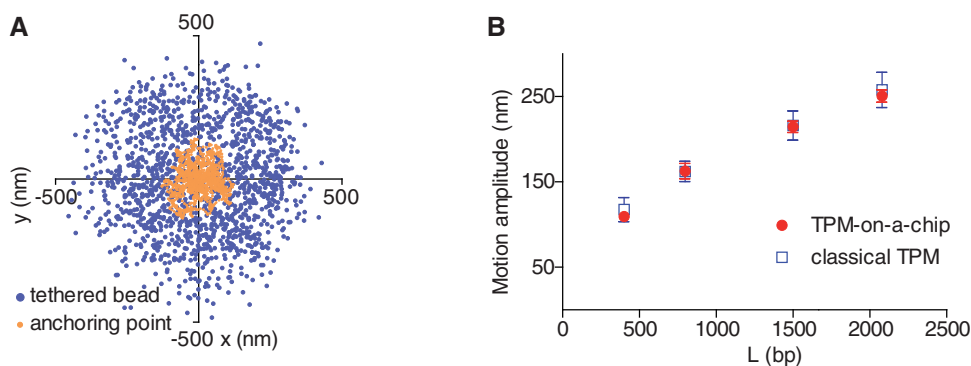 A
500
y (nm)
-500
500
tethered bead
anchoring point
-500 x (nm)
B
Motion amplitude (nm)
250
150
50
TPM-on-a-chip
classical TPM
0 500 1000 1500 2000 2500
L (bp)